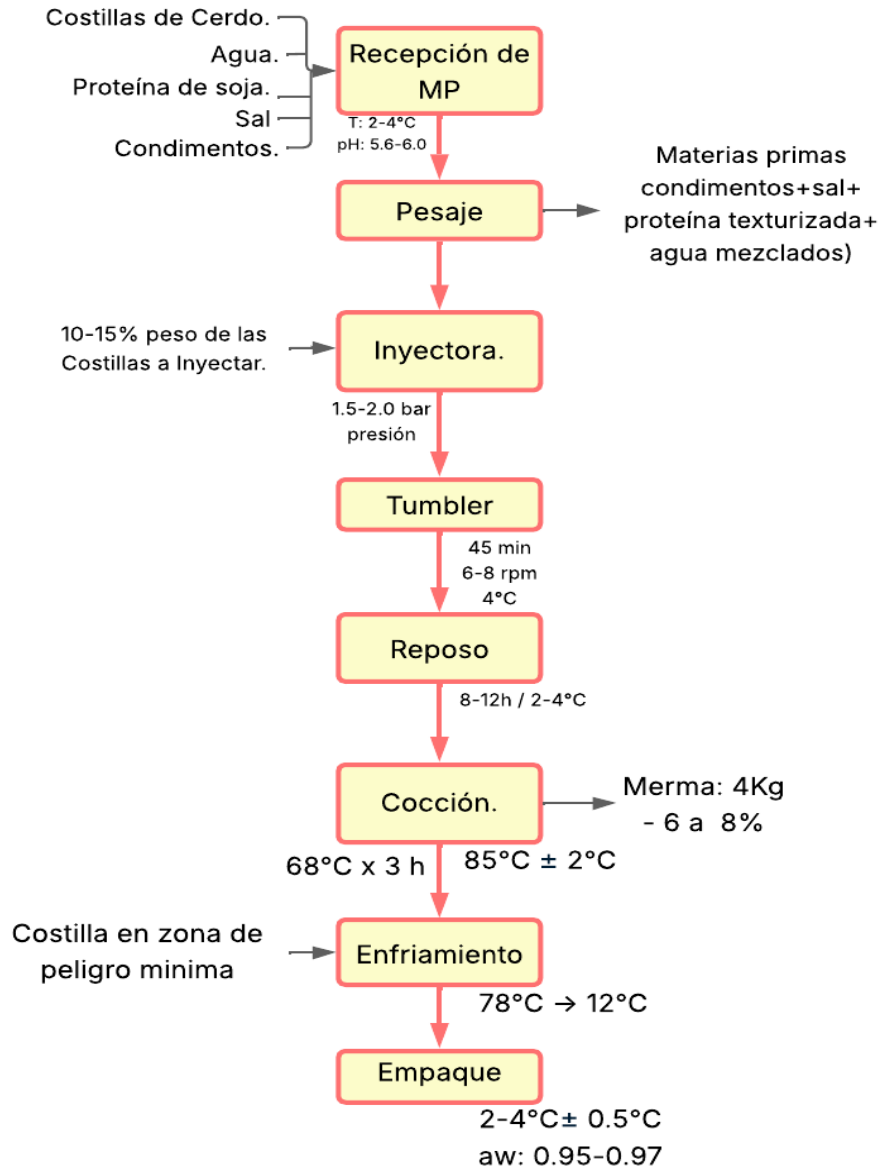 Costillas de Cerdo.
Agua.
Proteína de soja.
Sal
Condimentos.
Recepción de
MP
T: 2-4°C
pH: 5.6-6.0
Pesaje
Materias primas
condimentos+sal+
proteína texturizada+
agua mezclados)
10-15% peso de las
Costillas a Inyectar.
Inyectora.
1.5-2.0 bar
presión
Tumbler
45 min
6-8 rpm
4°C
Reposo
8-12h / 2-4°C
Cocción.
Merma: 4Kg
- 6 a 8%
68°C x 3 h
85°C ± 2°C
Costilla en zona de
peligro minima
Enfriamiento
78°C → 12°C
Empaque
2-4°C± 0.5°C
aw: 0.95-0.97